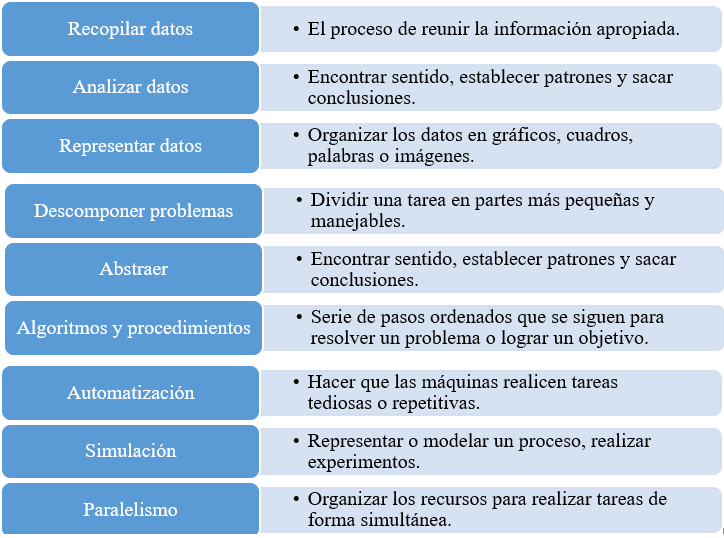 Recopilar datos
• El proceso de reunir la información apropiada.
Analizar datos
• Encontrar sentido, establecer patrones y sacar
conclusiones.
Representar datos
• Organizar los datos en gráficos, cuadros,
palabras o imágenes.
Descomponer problemas
• Dividir una tarea en partes más pequeñas y
manejables.
Abstraer
• Encontrar sentido, establecer patrones y sacar
conclusiones.
Algoritmos y procedimientos
• Serie de pasos ordenados que se siguen para
resolver un problema o lograr un objetivo.
Automatización
• Hacer que las máquinas realicen tareas
tediosas o repetitivas.
Simulación
• Representar o modelar un proceso, realizar
experimentos.
Paralelismo
• Organizar los recursos para realizar tareas de
forma simultánea.